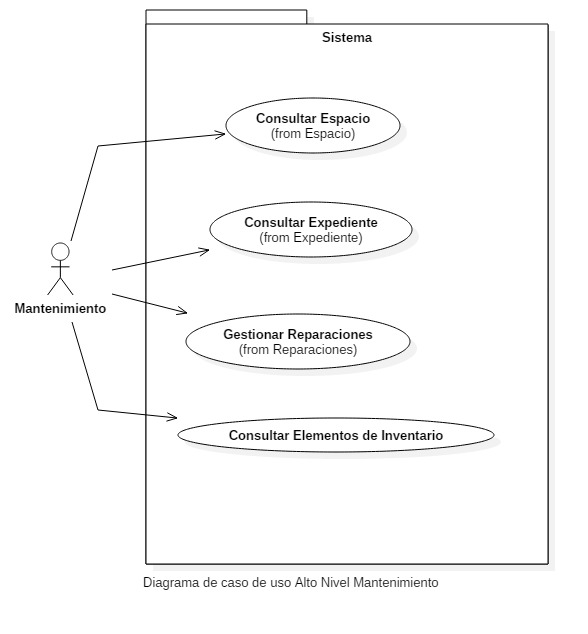 Sistema
Consultar Espacio
(from Espacio)
Consultar Expediente
(from Expediente)
Mantenimiento
Gestionar Reparaciones
(from Reparaciones)
Consultar Elementos de Inventario
Diagrama de caso de uso Alto Nivel Mantenimiento